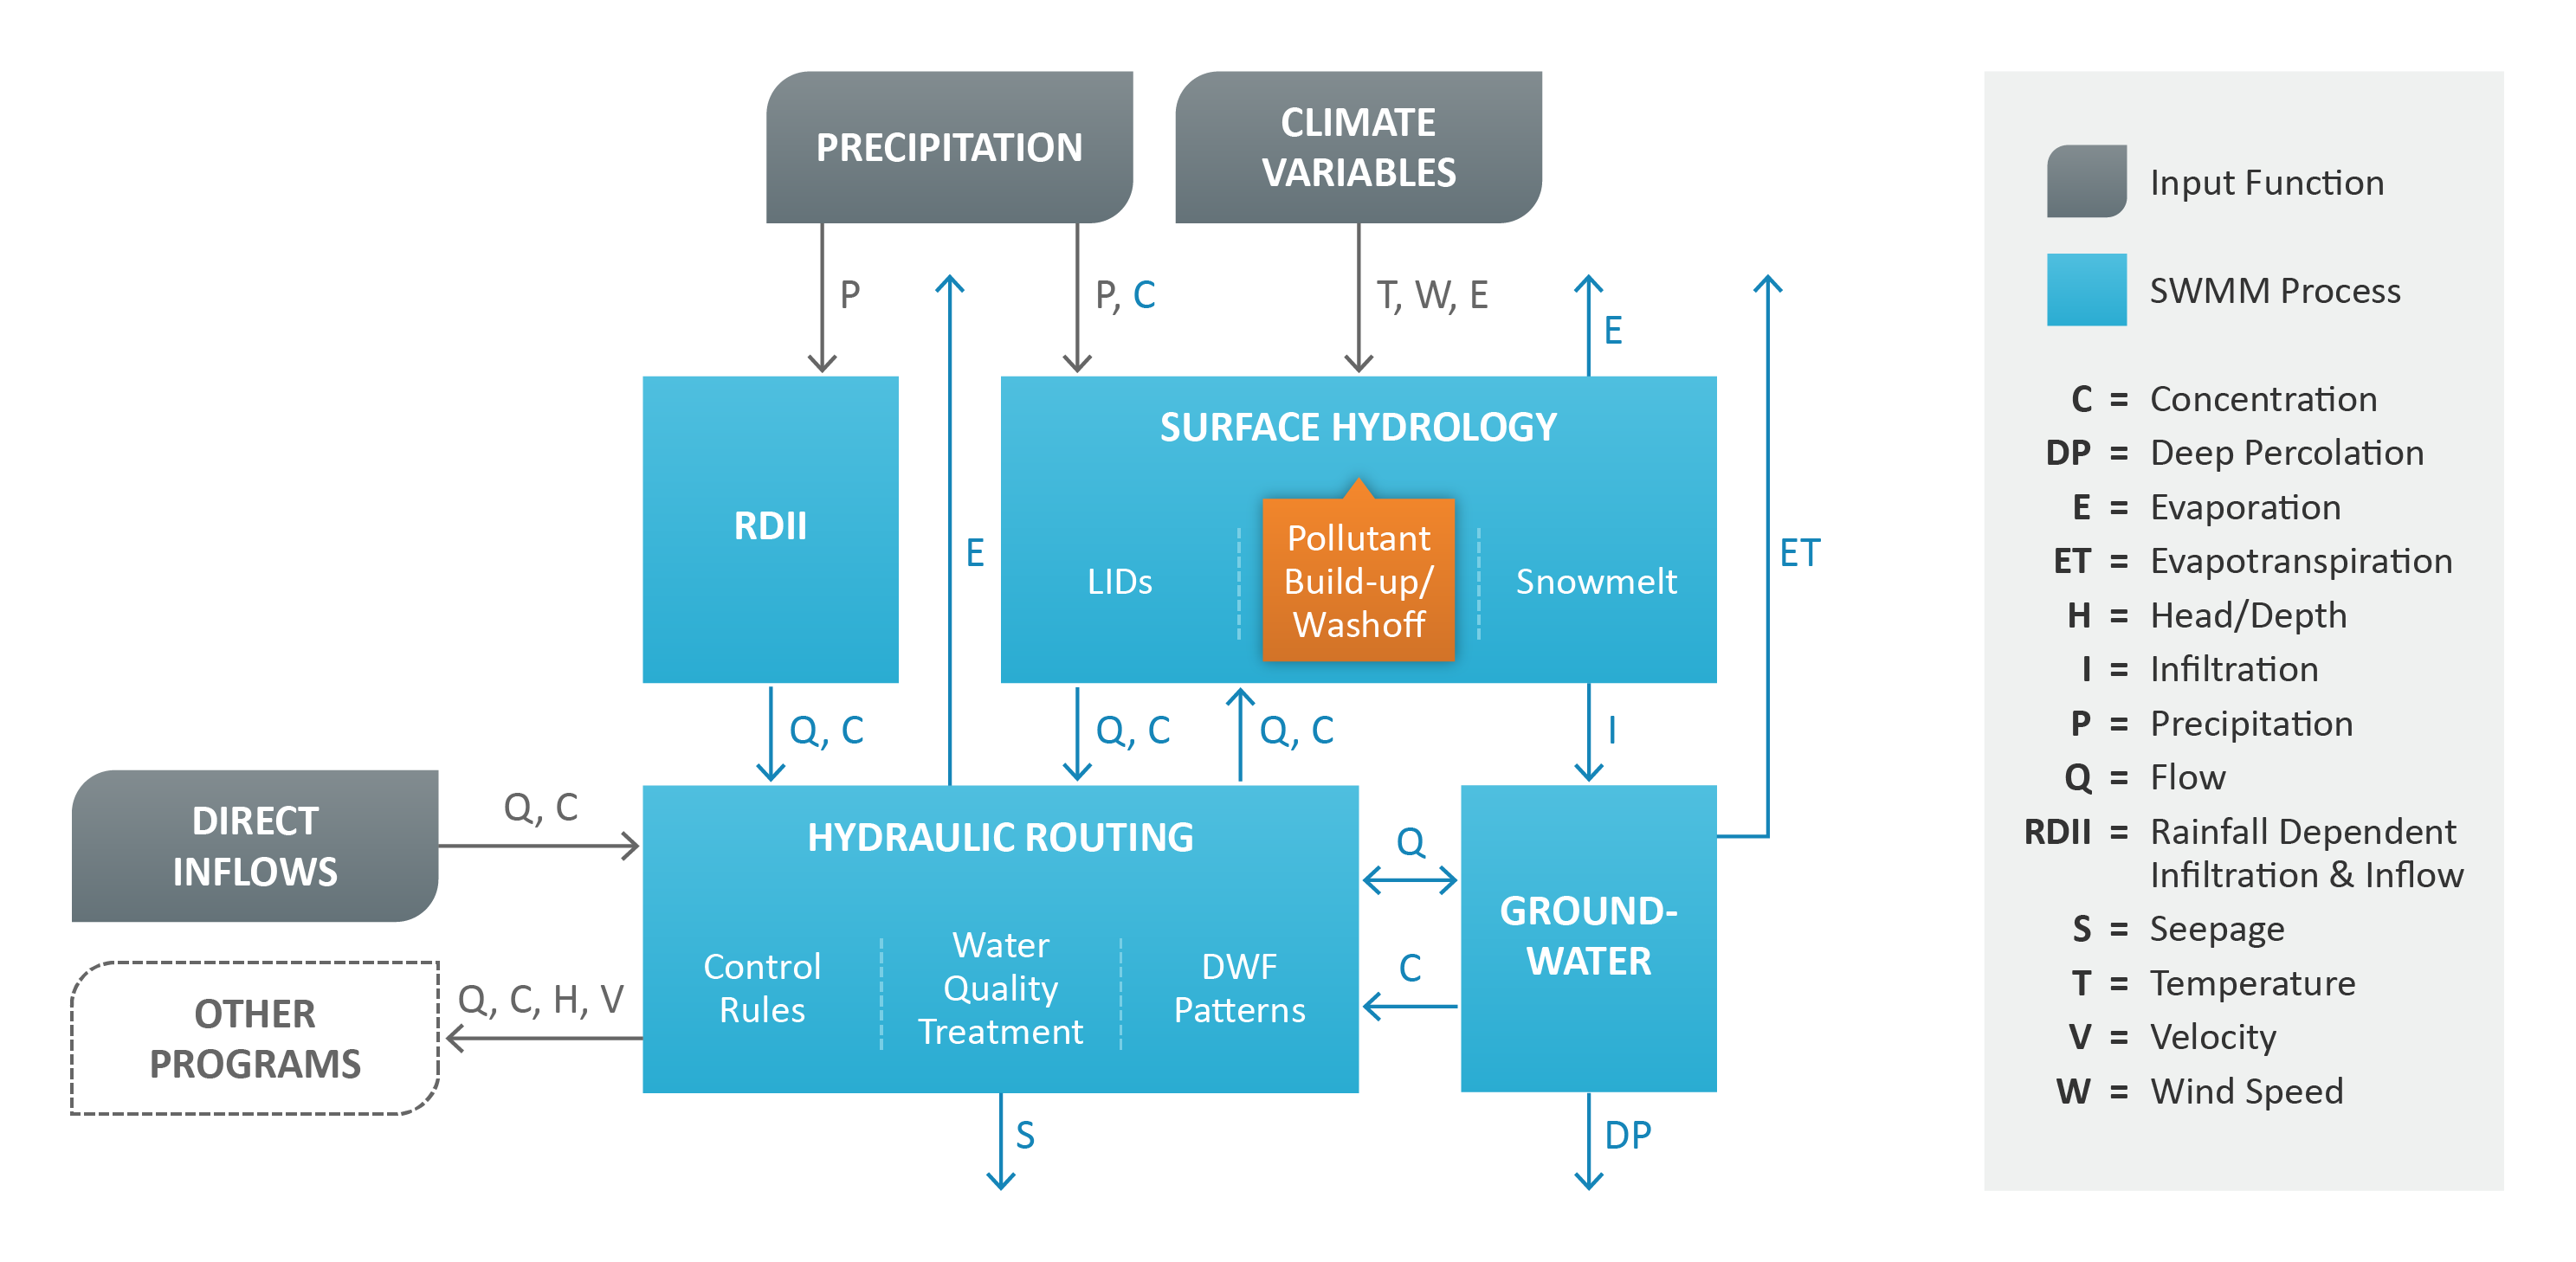 PRECIPITATION
CLIMATE
VARIABLES
P
P, C
T, W, E
E
RDII
E
SURFACE HYDROLOGY
LIDs
Pollutant
Build-up/
Washoff
Snowmelt
ET
Q, C
Q, C
Q, C
I
DIRECT
INFLOWS
Q, C
HYDRAULIC ROUTING
Control
Rules
Water
Quality
Treatment
DWF
Patterns
Q
C
GROUND-
WATER
OTHER
PROGRAMS
Q, C, H, V
S
DP
Input Function
SWMM Process
C = Concentration
DP = Deep Percolation
E = Evaporation
ET = Evapotranspiration
H = Head/Depth
I = Infiltration
P = Precipitation
Q = Flow
RDII = Rainfall Dependent
Infiltration & Inflow
S = Seepage
T = Temperature
V = Velocity
W = Wind Speed